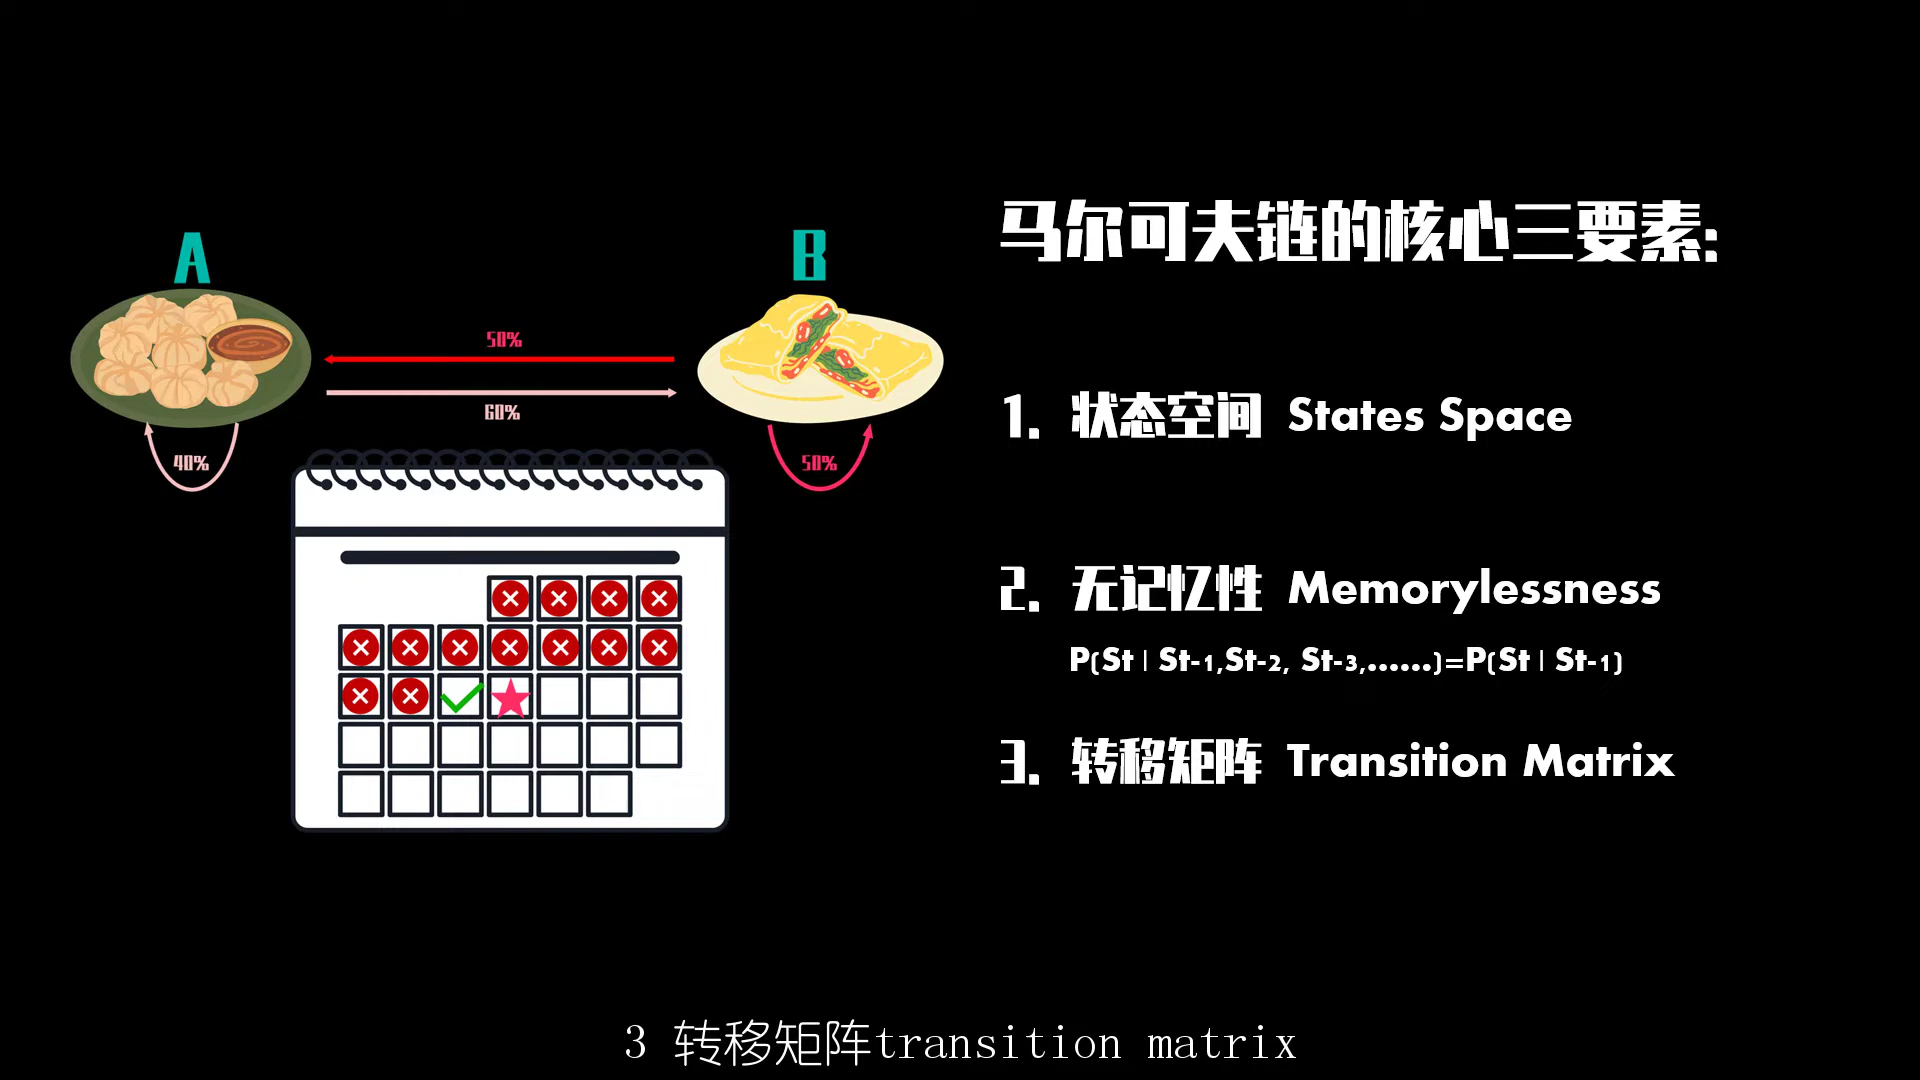 马尔可夫链的核心三要素:
A
B
50%
60%
40%
50%
1. 状态空间 States Space
2. 无记忆性 Memorylessness
P(St | St-1,St-2, St-3,......)=P(St | St-1)
3. 转移矩阵 Transition Matrix
3 转移矩阵transition matrix